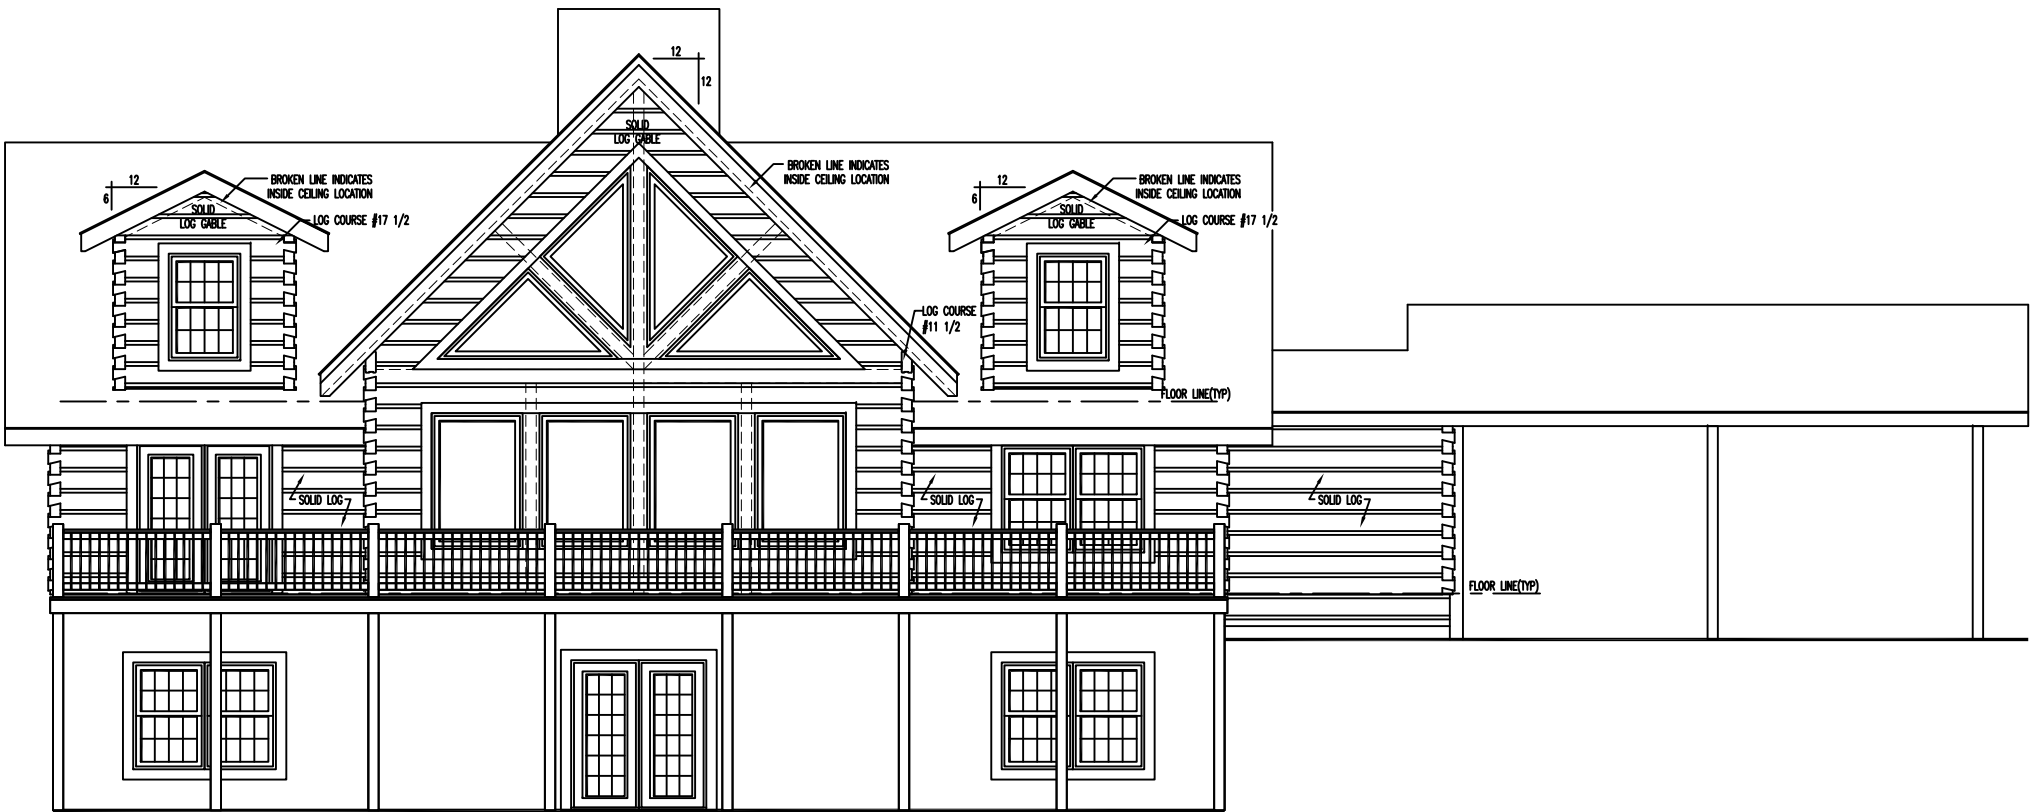 12
12
SOLID
LOG GABLE
BROKEN LINE INDICATES
INSIDE CEILING LOCATION
12
6
BROKEN LINE INDICATES
INSIDE CEILING LOCATION
SOLID
LOG GABLE
LOG COURSE #17 1/2
12
6
BROKEN LINE INDICATES
INSIDE CEILING LOCATION
SOLID
LOG GABLE
LOG COURSE #17 1/2
LOG COURSE
#11 1/2
FLOOR LINE(TYP)
SOLID LOG
SOLID LOG
SOLID LOG
FLOOR LINE(TYP)